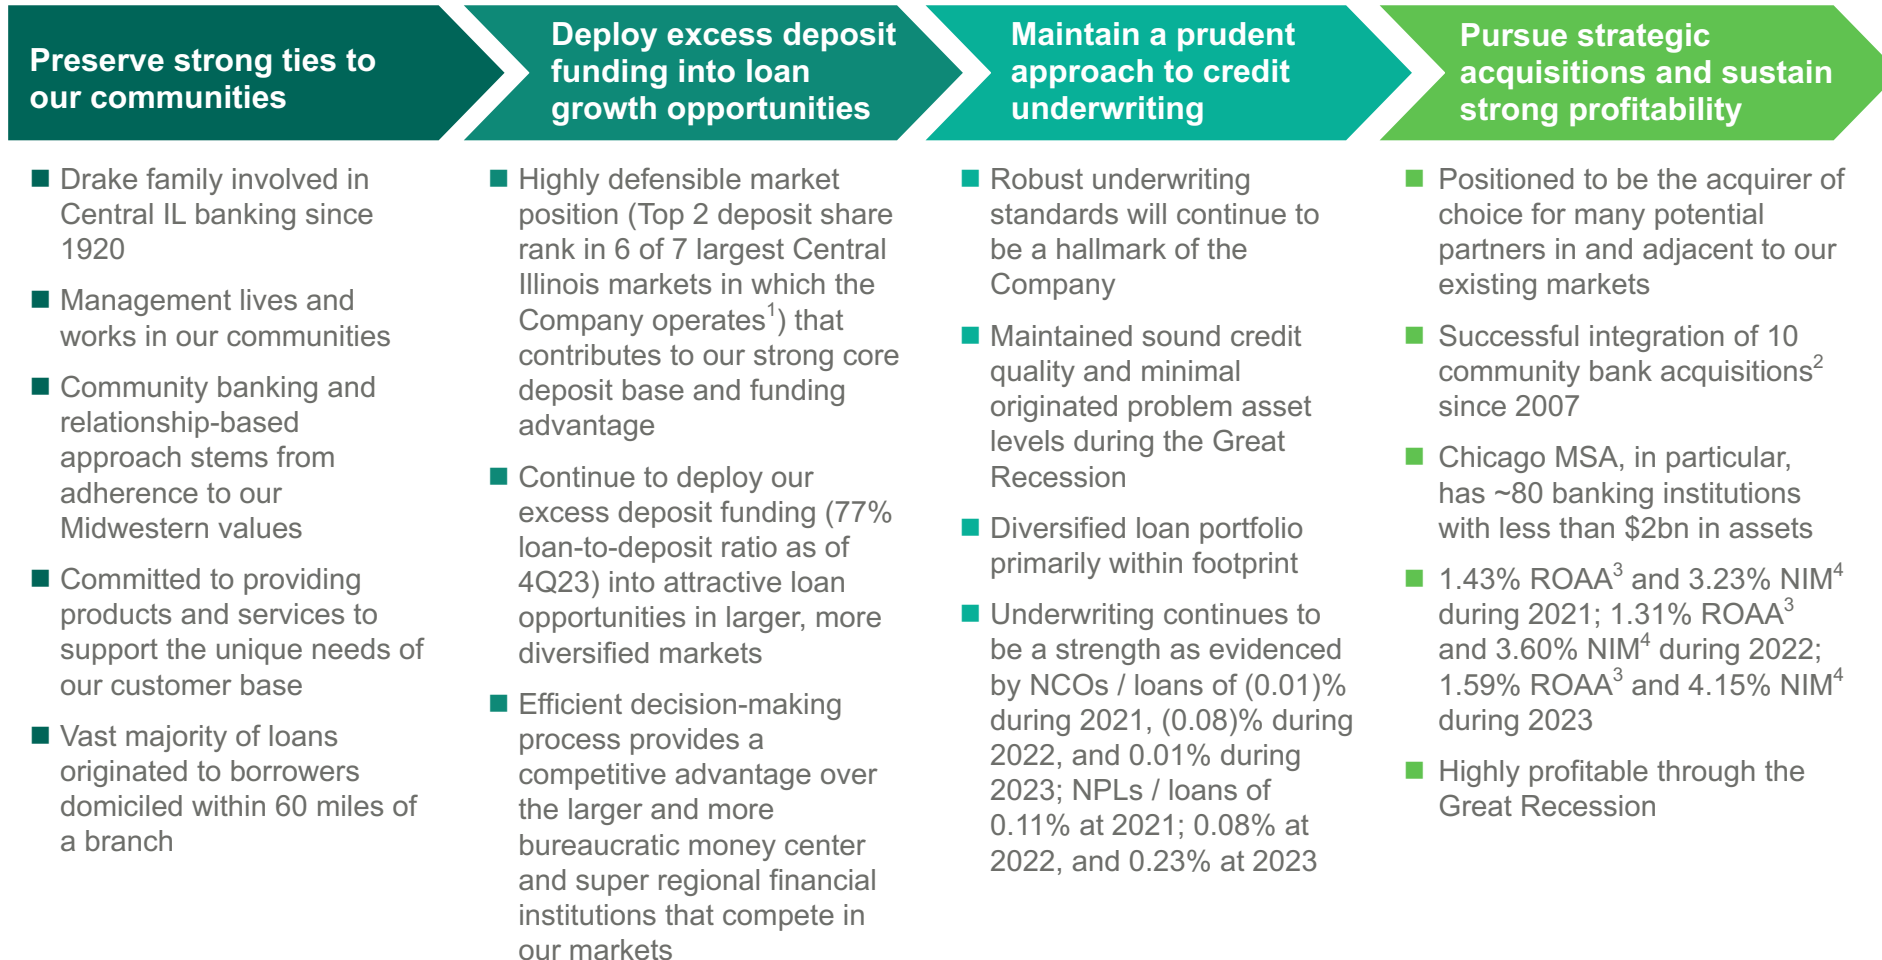 Preserve strong ties to
our communities
Deploy excess deposit
funding into loan
growth opportunities
Maintain a prudent
approach to credit
underwriting
Pursue strategic
acquisitions and sustain
strong profitability
■ Drake family involved in
Central IL banking since
1920
■ Management lives and
works in our communities
■ Community banking and
relationship-based
approach stems from
adherence to our
Midwestern values
■ Committed to providing
products and services to
support the unique needs of
our customer base
■ Vast majority of loans
originated to borrowers
domiciled within 60 miles of
a branch
■ Highly defensible market
position (Top 2 deposit share
rank in 6 of 7 largest Central
Illinois markets in which the
Company operates¹) that
contributes to our strong core
deposit base and funding
advantage
■ Continue to deploy our
excess deposit funding (77%
loan-to-deposit ratio as of
4Q23) into attractive loan
opportunities in larger, more
diversified markets
■ Efficient decision-making
process provides a
competitive advantage over
the larger and more
bureaucratic money center
and super regional financial
institutions that compete in
our markets
■ Robust underwriting
standards will continue to
be a hallmark of the
Company
■ Maintained sound credit
quality and minimal
originated problem asset
levels during the Great
Recession
■ Diversified loan portfolio
primarily within footprint
■ Underwriting continues to
be a strength as evidenced
by NCOs / loans of (0.01)%
during 2021, (0.08)% during
2022, and 0.01% during
2023; NPLs / loans of
0.11% at 2021; 0.08% at
2022, and 0.23% at 2023
■ Positioned to be the acquirer of
choice for many potential
partners in and adjacent to our
existing markets
■ Successful integration of 10
community bank acquisitions²
since 2007
■ Chicago MSA, in particular,
has ~80 banking institutions
with less than $2bn in assets
■ 1.43% ROAA³ and 3.23% NIM⁴
during 2021; 1.31% ROAA³
and 3.60% NIM⁴ during 2022;
1.59% ROAA³ and 4.15% NIM⁴
during 2023
■ Highly profitable through the
Great Recession